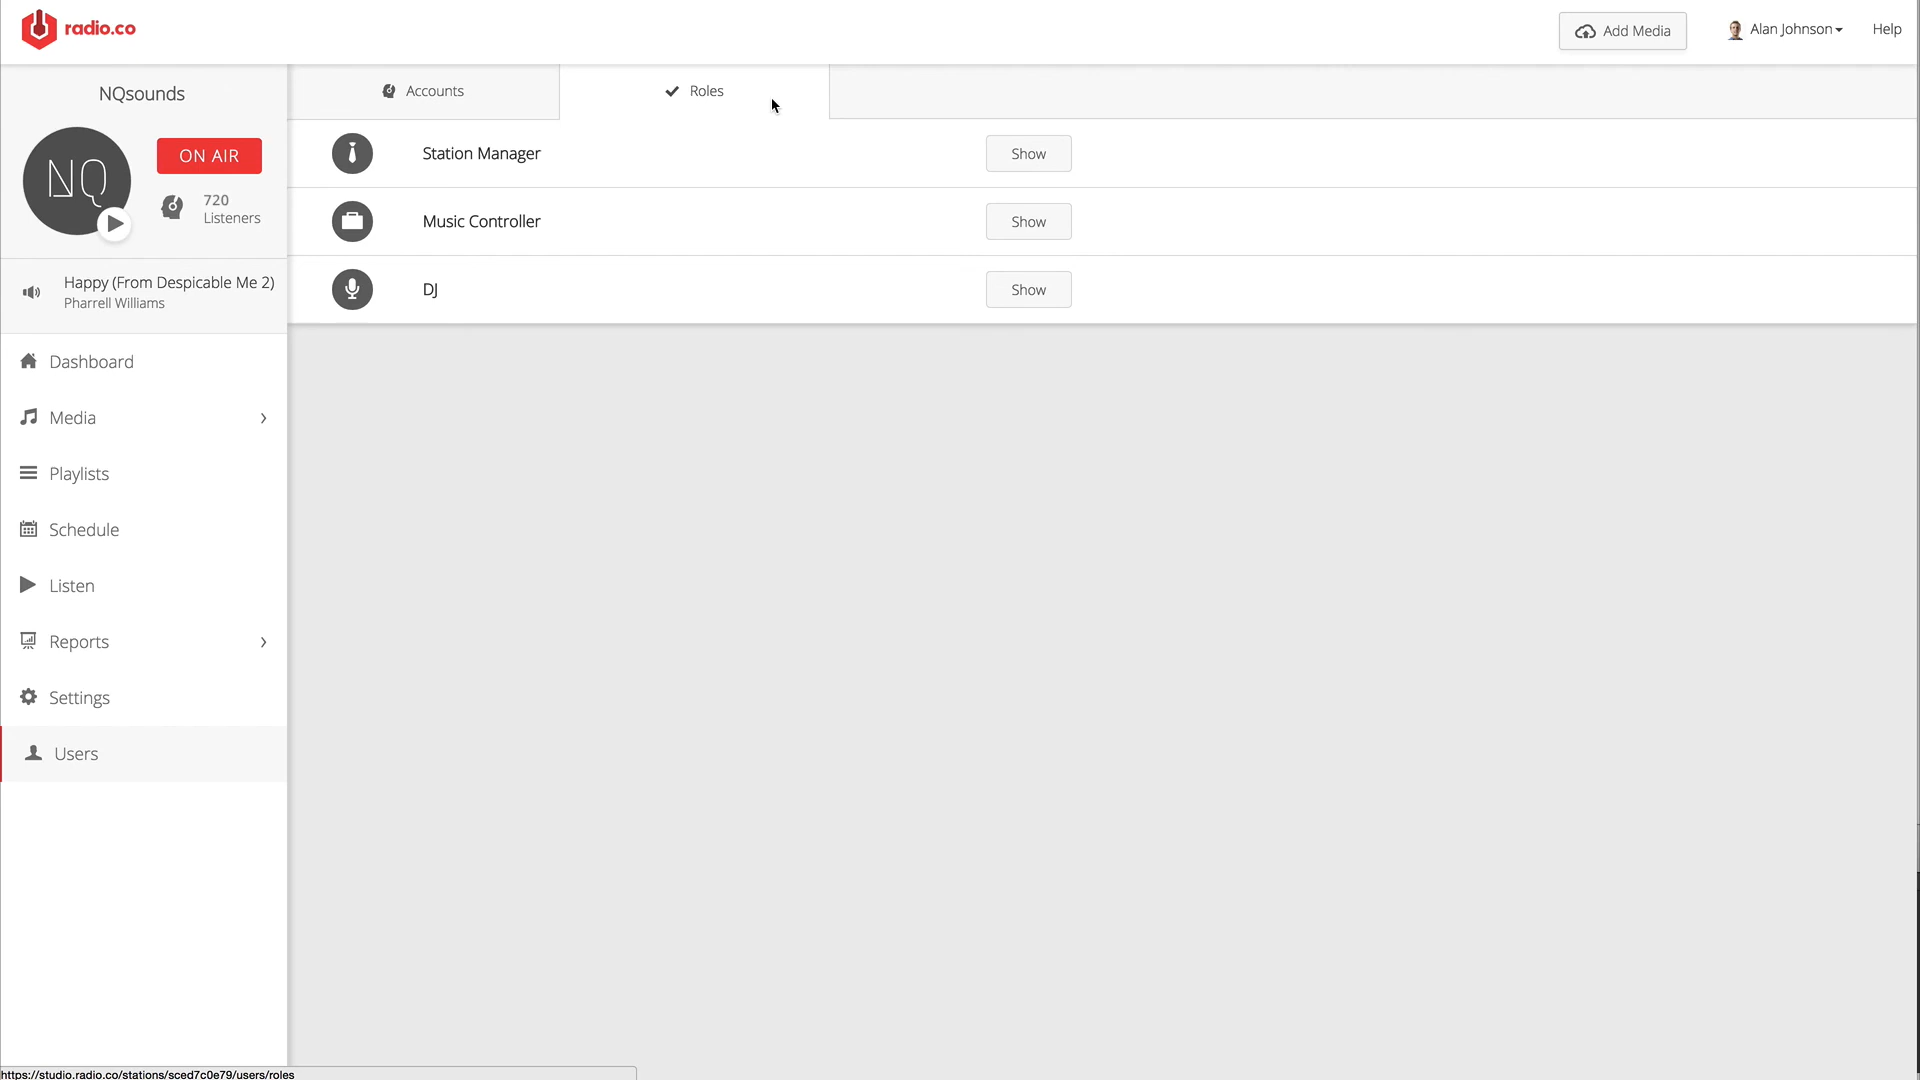 radio.co
Add Media
Alan Johnson
Help
NQsounds
Accounts
Roles
NQ
ON AIR
720
Listeners
Station Manager
Show
Music Controller
Show
DJ
Show
Happy (From Despicable Me 2)
Pharrell Williams
Dashboard
Media
Playlists
Schedule
Listen
Reports
Settings
Users
https://studio.radio.co/stations/sced7c0e79/users/roles